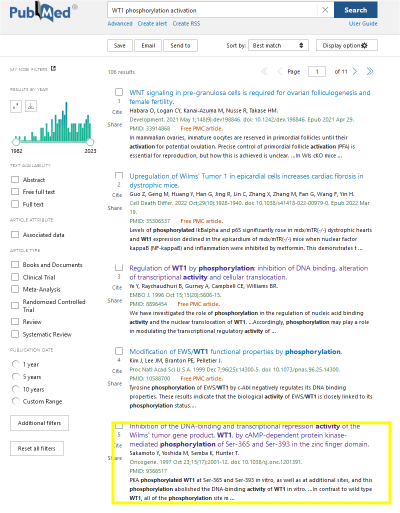 PubMed®
WT1 phosphorylation activation
Search
Advanced Create alert Create RSS
User Guide
Save Email Send to
Sort by: Best match
Display options
MY NCBI FILTERS
106 results
Page 1 of 11
RESULTS BY YEAR
1982 2023
TEXT AVAILABILITY
Abstract
Free full text
Full text
ARTICLE ATTRIBUTE
Associated data
ARTICLE TYPE
Books and Documents
Clinical Trial
Meta-Analysis
Randomized Controlled
Trial
Review
Systematic Review
PUBLICATION DATE
1 year
5 years
10 years
Custom Range
Additional filters
Reset all filters
1
Cite
Share
WNT signaling in pre-granulosa cells is required for ovarian folliculogenesis and
female fertility.
Habara O, Logan CY, Kanai-Azuma M, Nusse R, Takase HM.
Development. 2021 May 1;148(9):dev198846. doi: 10.1242/dev.198846. Epub 2021 Apr 29.
PMID: 33914868 Free PMC article.
In mammalian ovaries, immature oocytes are reserved in primordial follicles until their
activation for potential ovulation. Precise control of primordial follicle activation (PFA) is
essential for reproduction, but how this is achieved is unclear. ...In Wls cKO mice ...
2
Cite
Share
Upregulation of Wilms' Tumor 1 in epicardial cells increases cardiac fibrosis in
dystrophic mice.
Guo Z, Geng M, Huang Y, Han G, Jing R, Lin C, Zhang X, Zhang M, Fan G, Wang F, Yin H.
Cell Death Differ. 2022 Oct;29(10):1928-1940. doi: 10.1038/s41418-022-00979-0. Epub 2022 Mar
19.
PMID: 35306537 Free PMC article.
Levels of phosphorylated IkBalpha and p65 significantly rose in mdx/mTR(-/-) dystrophic hearts
and Wt1 expression declined in the epicardium of mdx/mTR(-/-) mice when nuclear factor
kappaB (NF-kappaB) and inflammation were inhibited by metformin. This demonstrates t ...
3
Cite
Share
Regulation of WT1 by phosphorylation: inhibition of DNA binding, alteration
of transcriptional activity and cellular translocation.
Ye Y, Raychaudhuri B, Gurney A, Campbell CE, Williams BR.
EMBO J. 1996 Oct 15;15(20):5606-15.
PMID: 8896454 Free PMC article.
We have investigated the role of phosphorylation in the regulation of nucleic acid binding
activity and the nuclear translocation of WT1. ...Accordingly, phosphorylation may play a role
in modulating the transcriptional regulatory activity of ...
4
Cite
Share
Modification of EWS/WT1 functional properties by phosphorylation.
Kim J, Lee JM, Branton PE, Pelletier J.
Proc Natl Acad Sci U S A. 1999 Dec 7;96(25):14300-5. doi: 10.1073/pnas.96.25.14300.
PMID: 10588700 Free PMC article.
Tyrosine phosphorylation of EWS/WT1 by c-Abl negatively regulates its DNA binding
properties. These results indicate that the biological activity of EWS/WT1 is closely linked to its
phosphorylation status....
5
Cite
Share
Inhibition of the DNA-binding and transcriptional repression activity of the
Wilms' tumor gene product, WT1, by cAMP-dependent protein kinase-
mediated phosphorylation of Ser-365 and Ser-393 in the zinc finger domain.
Sakamoto Y, Yoshida M, Semba K, Hunter T.
Oncogene. 1997 Oct 23;15(17):2001-12. doi: 10.1038/sj.onc.1201391.
PMID: 9366517
PKA phosphorylated WT1 at Ser-365 and Ser-393 in vitro, as well as at additional sites, and this
phosphorylation abolished the DNA-binding activity of WT1 in vitro. ...In contrast to wild type
WT1, all of the phosphorylation site m ...